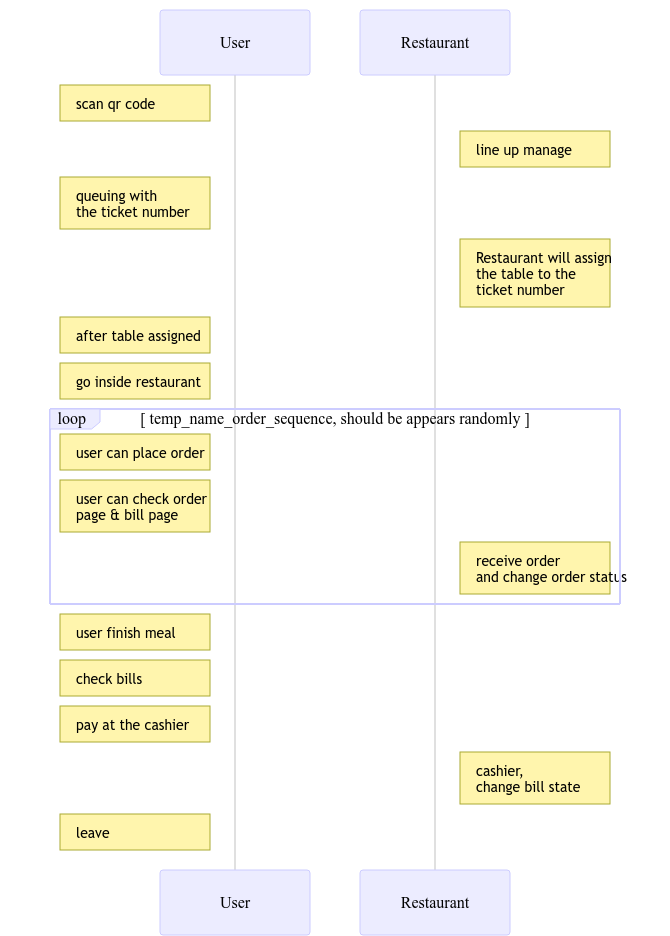 User
Restaurant
scan qr code
line up manage
queuing with
the ticket number
Restaurant will assign
the table to the
ticket number
after table assigned
go inside restaurant
loop
[ temp_name_order_sequence, should be appears randomly ]
user can place order
user can check order
page & bill page
receive order
and change order status
user finish meal
check bills
pay at the cashier
cashier,
change bill state
leave
User
Restaurant